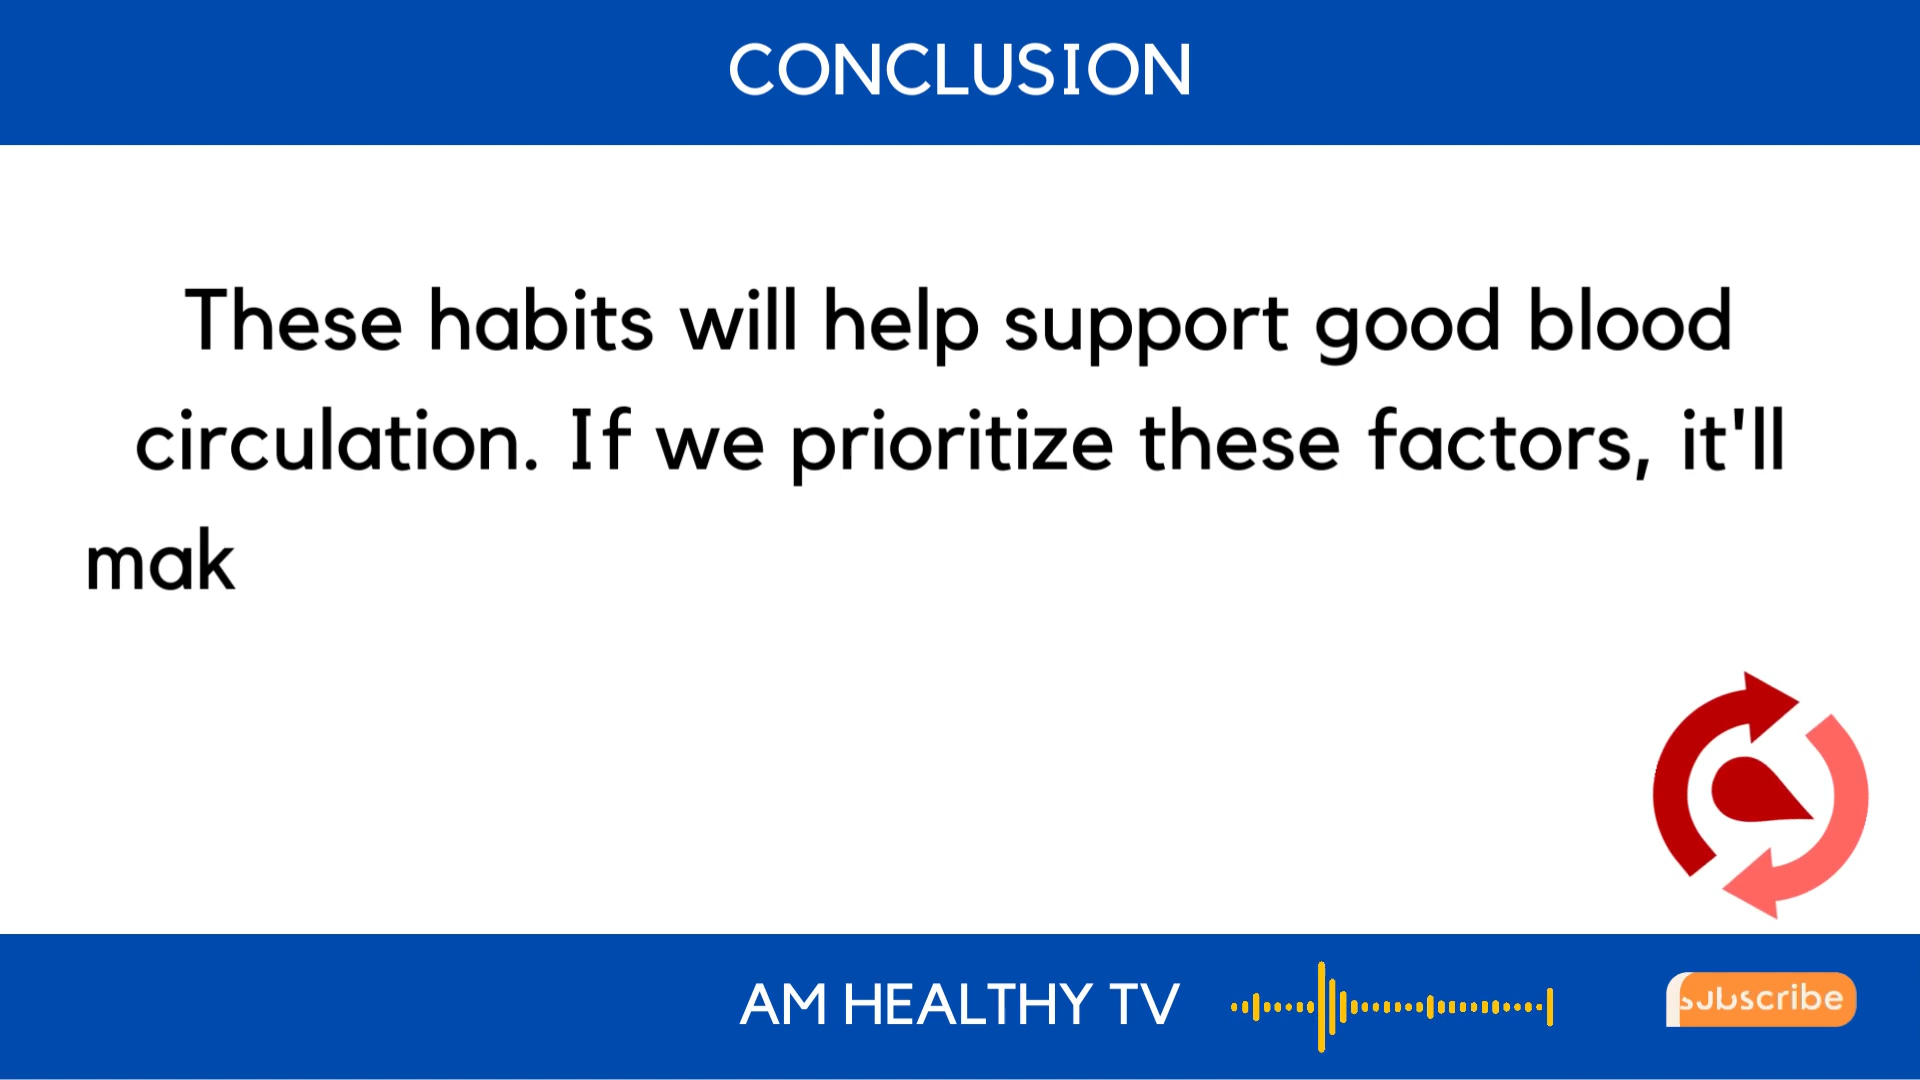 CONCLUSION
These habits will help support good blood
circulation. If we prioritize these factors, it'll
mak
AM HEALTHY TV
subscribe